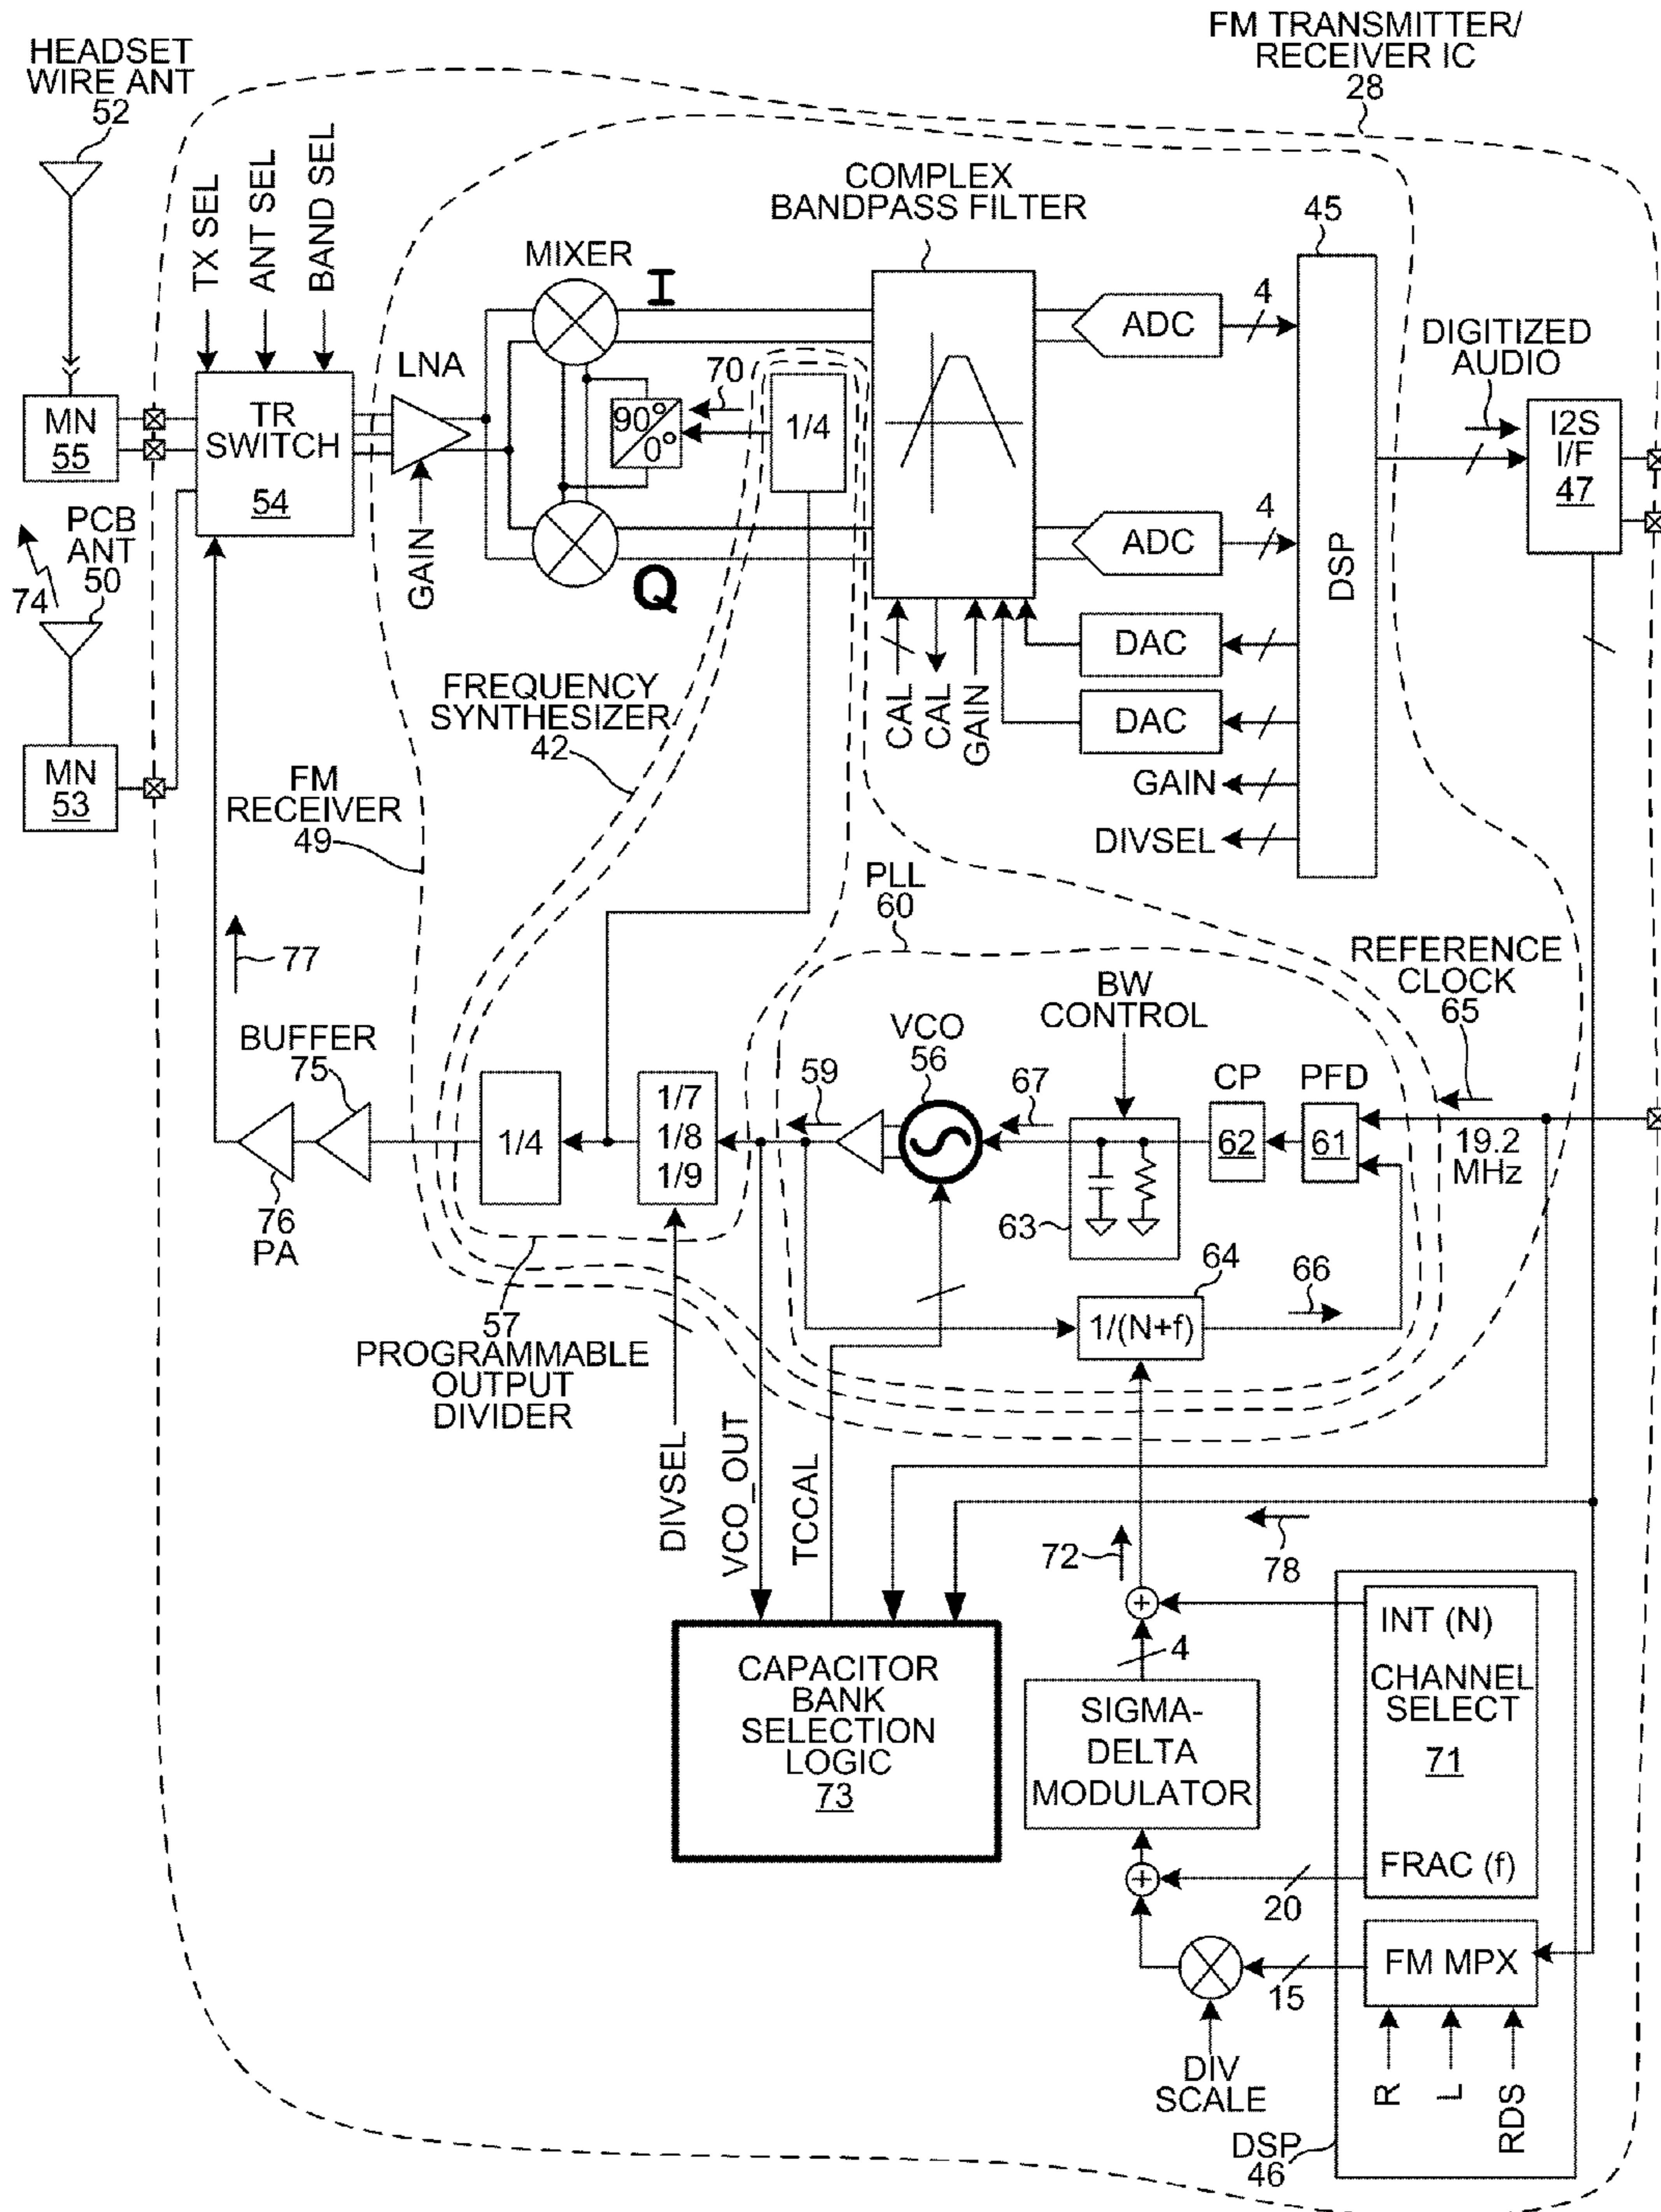 FM TRANSMITTER/
RECEIVER IC
28
HEADSET
WIRE ANT
52
TX SEL
ANT SEL
BAND SEL
COMPLEX
BANDPASS FILTER
45
MIXER
I
LNA
ADC
4
DIGITIZED
AUDIO
MN
55
TR
SWITCH
54
90°
0°
70
1/4
I2S
I/F
47
PCB
ANT
50
74
GAIN
Q
ADC
4
DSP
DAC
DAC
CAL
CAL
GAIN
GAIN
DIVSEL
FREQUENCY
SYNTHESIZER
42
MN
53
FM
RECEIVER
49
PLL
60
77
REFERENCE
CLOCK
65
BW
CONTROL
VCO
56
59
67
CP
62
PFD
61
19.2
MHz
BUFFER
75
76
PA
1/4
1/7
1/8
1/9
63
64
66
1/(N+f)
57
PROGRAMMABLE
OUTPUT
DIVIDER
DIVSEL
VCO_OUT
TCCAL
72
78
CAPACITOR
BANK
SELECTION
LOGIC
73
4
SIGMA-
DELTA
MODULATOR
INT (N)
CHANNEL
SELECT
71
FRAC (f)
20
FM MPX
15
DIV
SCALE
R
L
RDS
DSP
46